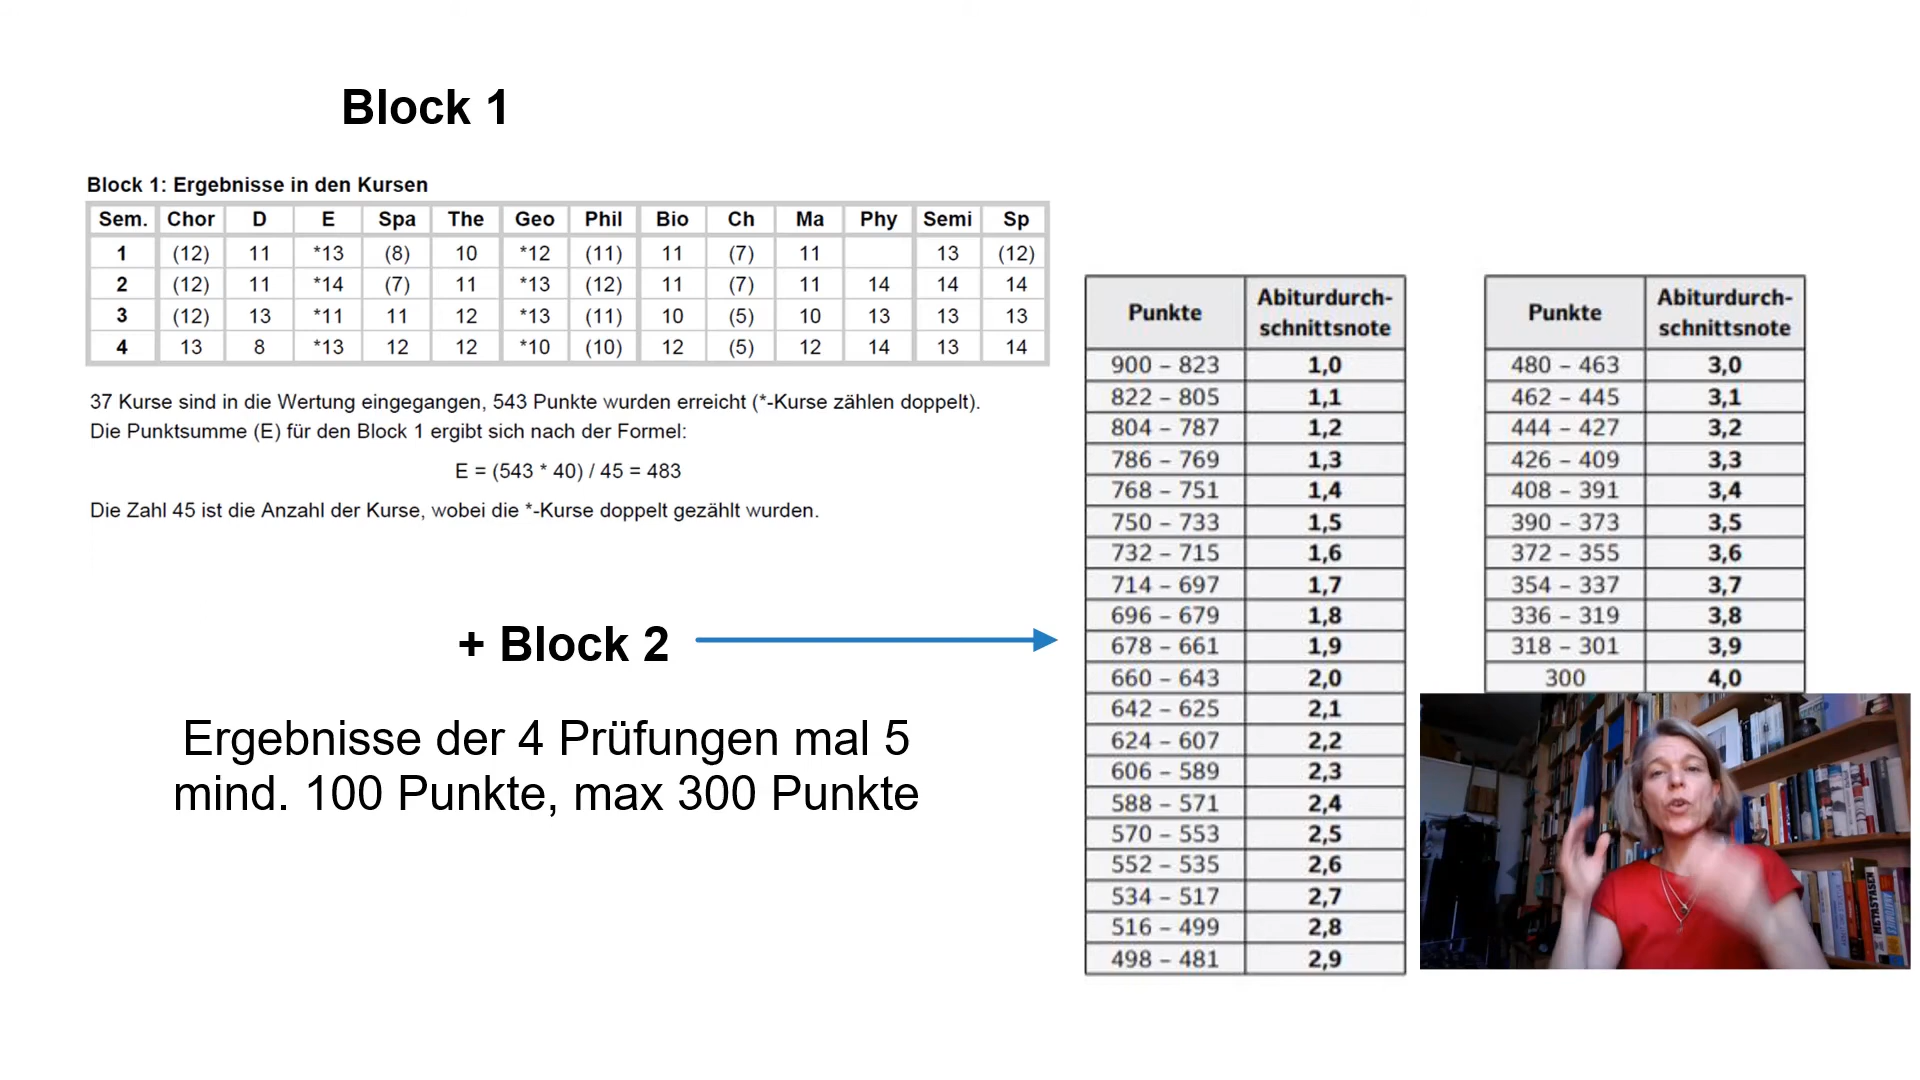 Block 1
Block 1: Ergebnisse in den Kursen
Sem. Chor D E Spa The Geo Phil Bio Ch Ma Phy Semi Sp
1 (12) 11 *13 (8) 10 *12 (11) 11 (7) 11 13 (12)
2 (12) 11 *14 (7) 11 *13 (12) 11 (7) 11 14 14 14
3 (12) 13 *11 11 12 *13 (11) 10 (5) 10 13 13 13
4 13 8 *13 12 12 *10 (10) 12 (5) 12 14 13 14
37 Kurse sind in die Wertung eingegangen, 543 Punkte wurden erreicht (*-Kurse zählen doppelt).
Die Punktsumme (E) für den Block 1 ergibt sich nach der Formel:
E = (543 * 40) / 45 = 483
Die Zahl 45 ist die Anzahl der Kurse, wobei die *-Kurse doppelt gezählt wurden.
+ Block 2
Ergebnisse der 4 Prüfungen mal 5
mind. 100 Punkte, max 300 Punkte
Punkte Abiturdurch-
schnittsnote
900 – 823 1,0
822 – 805 1,1
804 – 787 1,2
786 – 769 1,3
768 – 751 1,4
750 – 733 1,5
732 – 715 1,6
714 – 697 1,7
696 – 679 1,8
678 – 661 1,9
660 – 643 2,0
642 – 625 2,1
624 – 607 2,2
606 – 589 2,3
588 – 571 2,4
570 – 553 2,5
552 – 535 2,6
534 – 517 2,7
516 – 499 2,8
498 – 481 2,9
Punkte Abiturdurch-
schnittsnote
480 – 463 3,0
462 – 445 3,1
444 – 427 3,2
426 – 409 3,3
408 – 391 3,4
390 – 373 3,5
372 – 355 3,6
354 – 337 3,7
336 – 319 3,8
318 – 301 3,9
300 4,0
METASTASEN